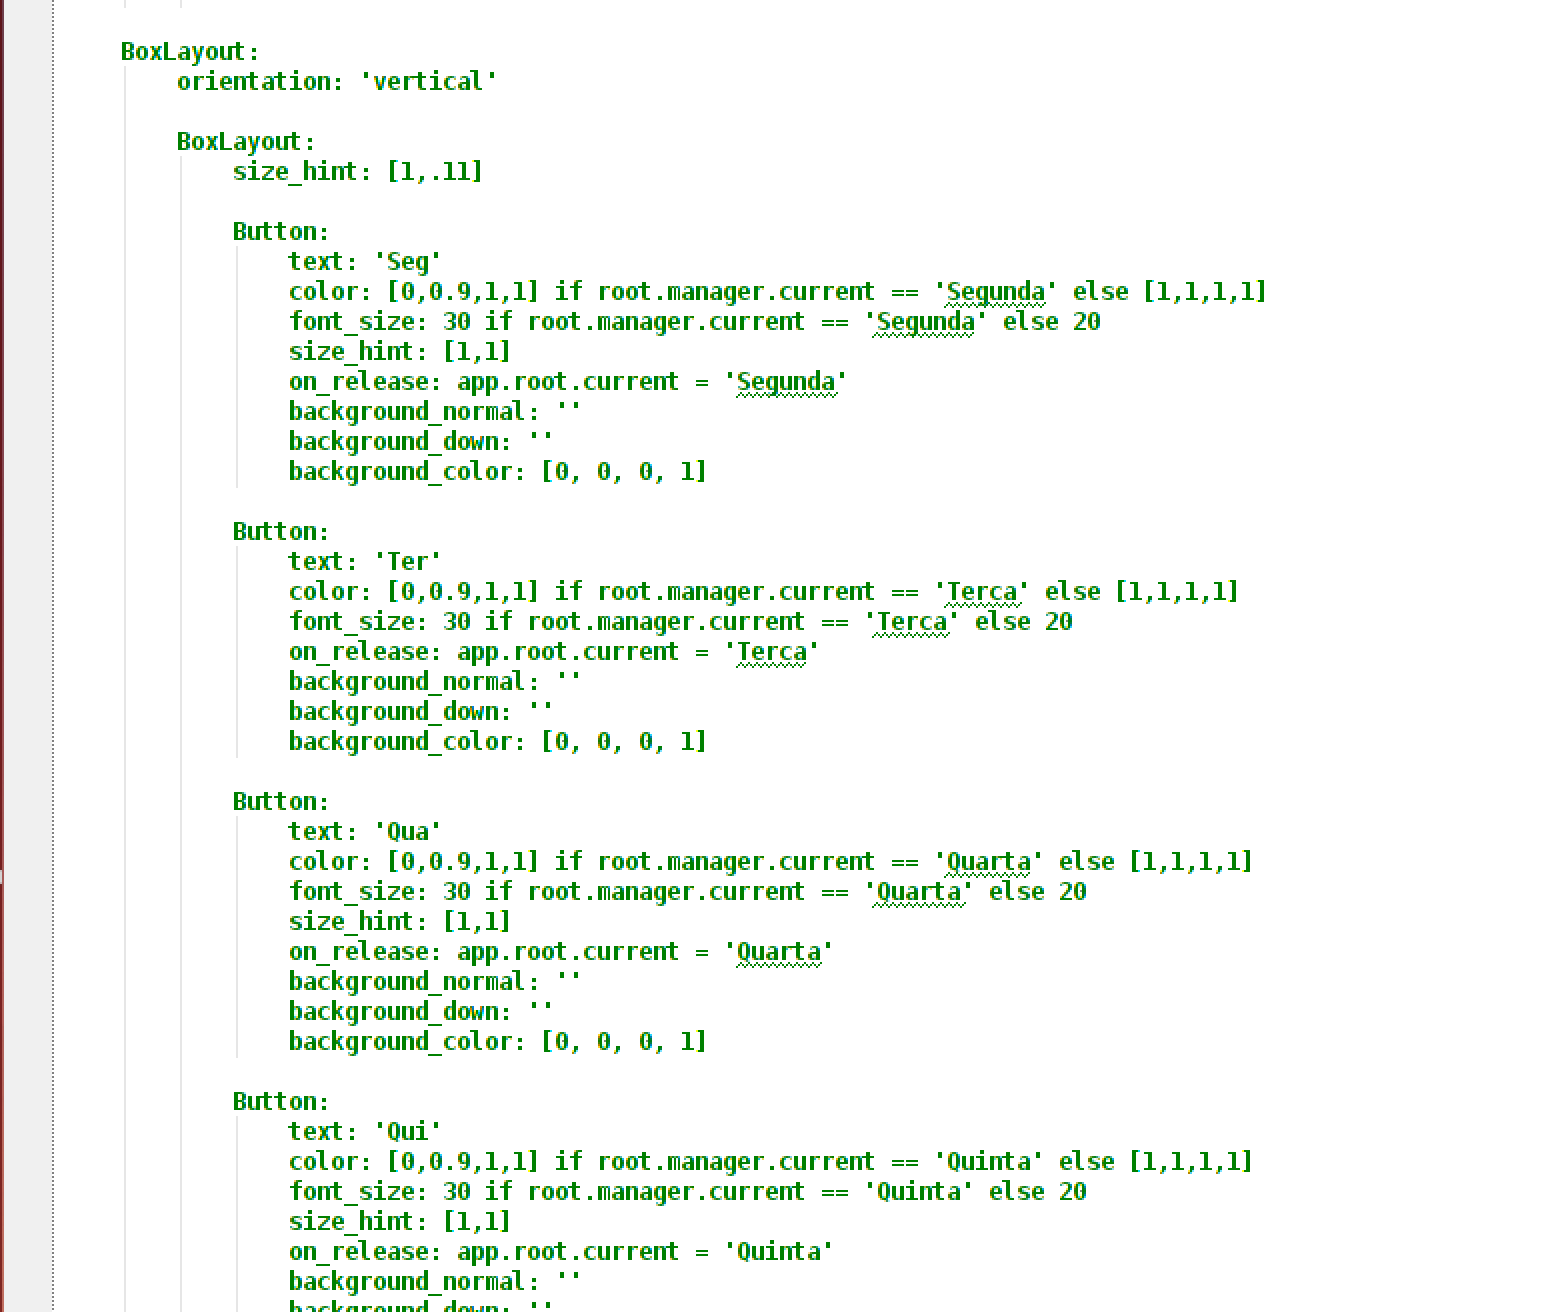 BoxLayout:
orientation: 'vertical'
BoxLayout:
size_hint: [1,.11]
Button:
text: 'Seg'
color: [0,0.9,1,1] if root.manager.current == 'Segunda' else [1,1,1,1]
font_size: 30 if root.manager.current == 'Segunda' else 20
size_hint: [1,1]
on_release: app.root.current = 'Segunda'
background_normal: ''
background_down: ''
background_color: [0, 0, 0, 1]
Button:
text: 'Ter'
color: [0,0.9,1,1] if root.manager.current == 'Terca' else [1,1,1,1]
font_size: 30 if root.manager.current == 'Terca' else 20
on_release: app.root.current = 'Terca'
background_normal: ''
background_down: ''
background_color: [0, 0, 0, 1]
Button:
text: 'Qua'
color: [0,0.9,1,1] if root.manager.current == 'Quarta' else [1,1,1,1]
font_size: 30 if root.manager.current == 'Quarta' else 20
size_hint: [1,1]
on_release: app.root.current = 'Quarta'
background_normal: ''
background_down: ''
background_color: [0, 0, 0, 1]
Button:
text: 'Qui'
color: [0,0.9,1,1] if root.manager.current == 'Quinta' else [1,1,1,1]
font_size: 30 if root.manager.current == 'Quinta' else 20
size_hint: [1,1]
on_release: app.root.current = 'Quinta'
background_normal: ''
background_down: ''